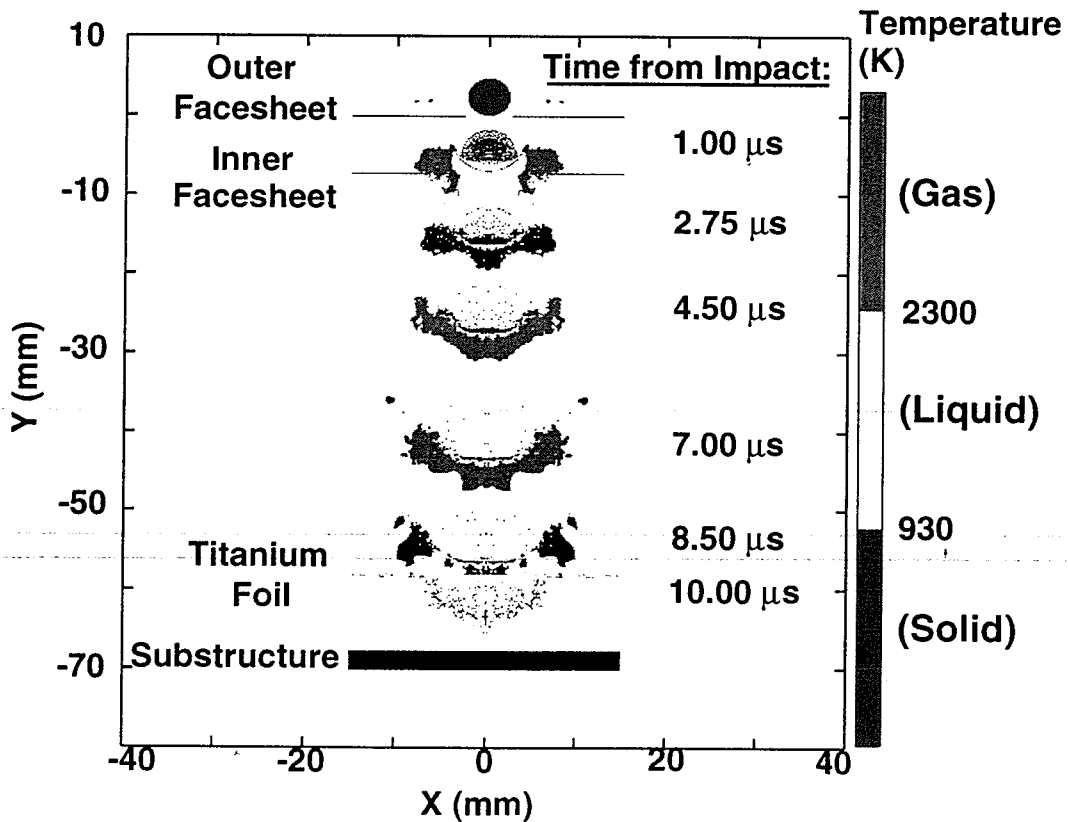 Temperature
(K)
10
Outer
Facesheet
Time from Impact:
1.00 μs
Inner
Facesheet
-10
(Gas)
2.75 μs
4.50 μs
2300
-30
Y (mm)
(Liquid)
7.00 μs
-50
930
8.50 μs
Titanium
Foil
10.00 μs
(Solid)
-70
Substructure
-40
-20
0
20
40
X (mm)